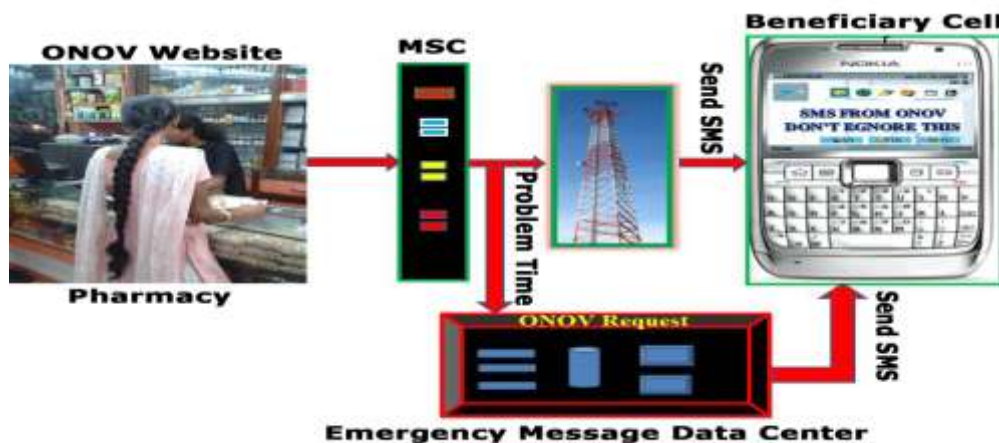 ONOV Website
Pharmacy
MSC
Problem Time
Send SMS
Beneficiary Cell
NOKIA
SMS FROM ONOV
DON'T EGNORE THIS
Send SMS
ONOV Request
Emergency Message Data Center